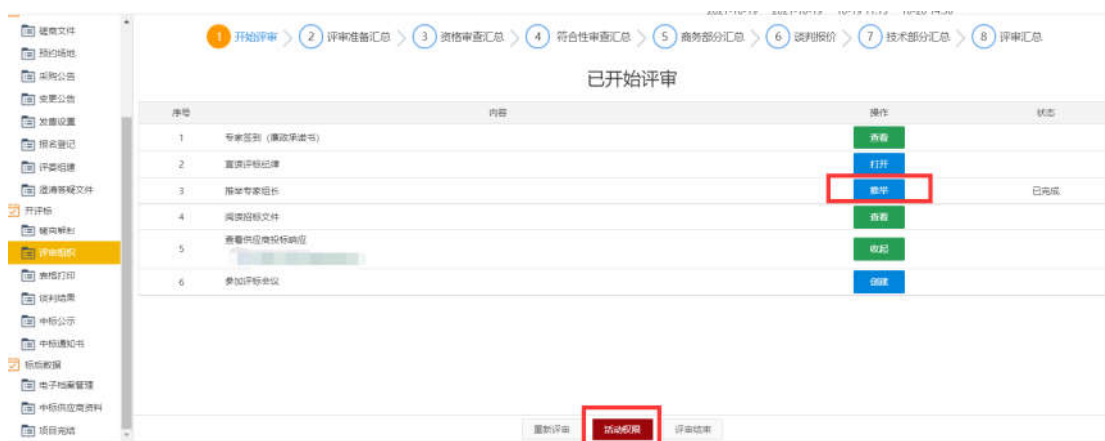 磋商文件
预约场地
采购公告
变更公告
发售设置
报名登记
评委组建
澄清答疑文件
开评标
评审组织
表格打印
谈判结果
中标公示
中标通知书
标后数据
电子档案管理
中标供应商资料
项目完结
1 开始评审 2 评审准备汇总 3 资格审查汇总 4 符合性审查汇总 5 商务部分汇总 6 谈判报价 7 技术部分汇总 8 评审汇总
已开始评审
序号 内容 操作 状态
1 专家签到（廉政承诺书） 查看
2 宣读评标纪律 打开
3 推举专家组长 推举 已完成
4 阅读招标文件 查看
5 查看供应商投标响应 收起
6 参加评标会议 创建
重新评审 活动权限 评审结束